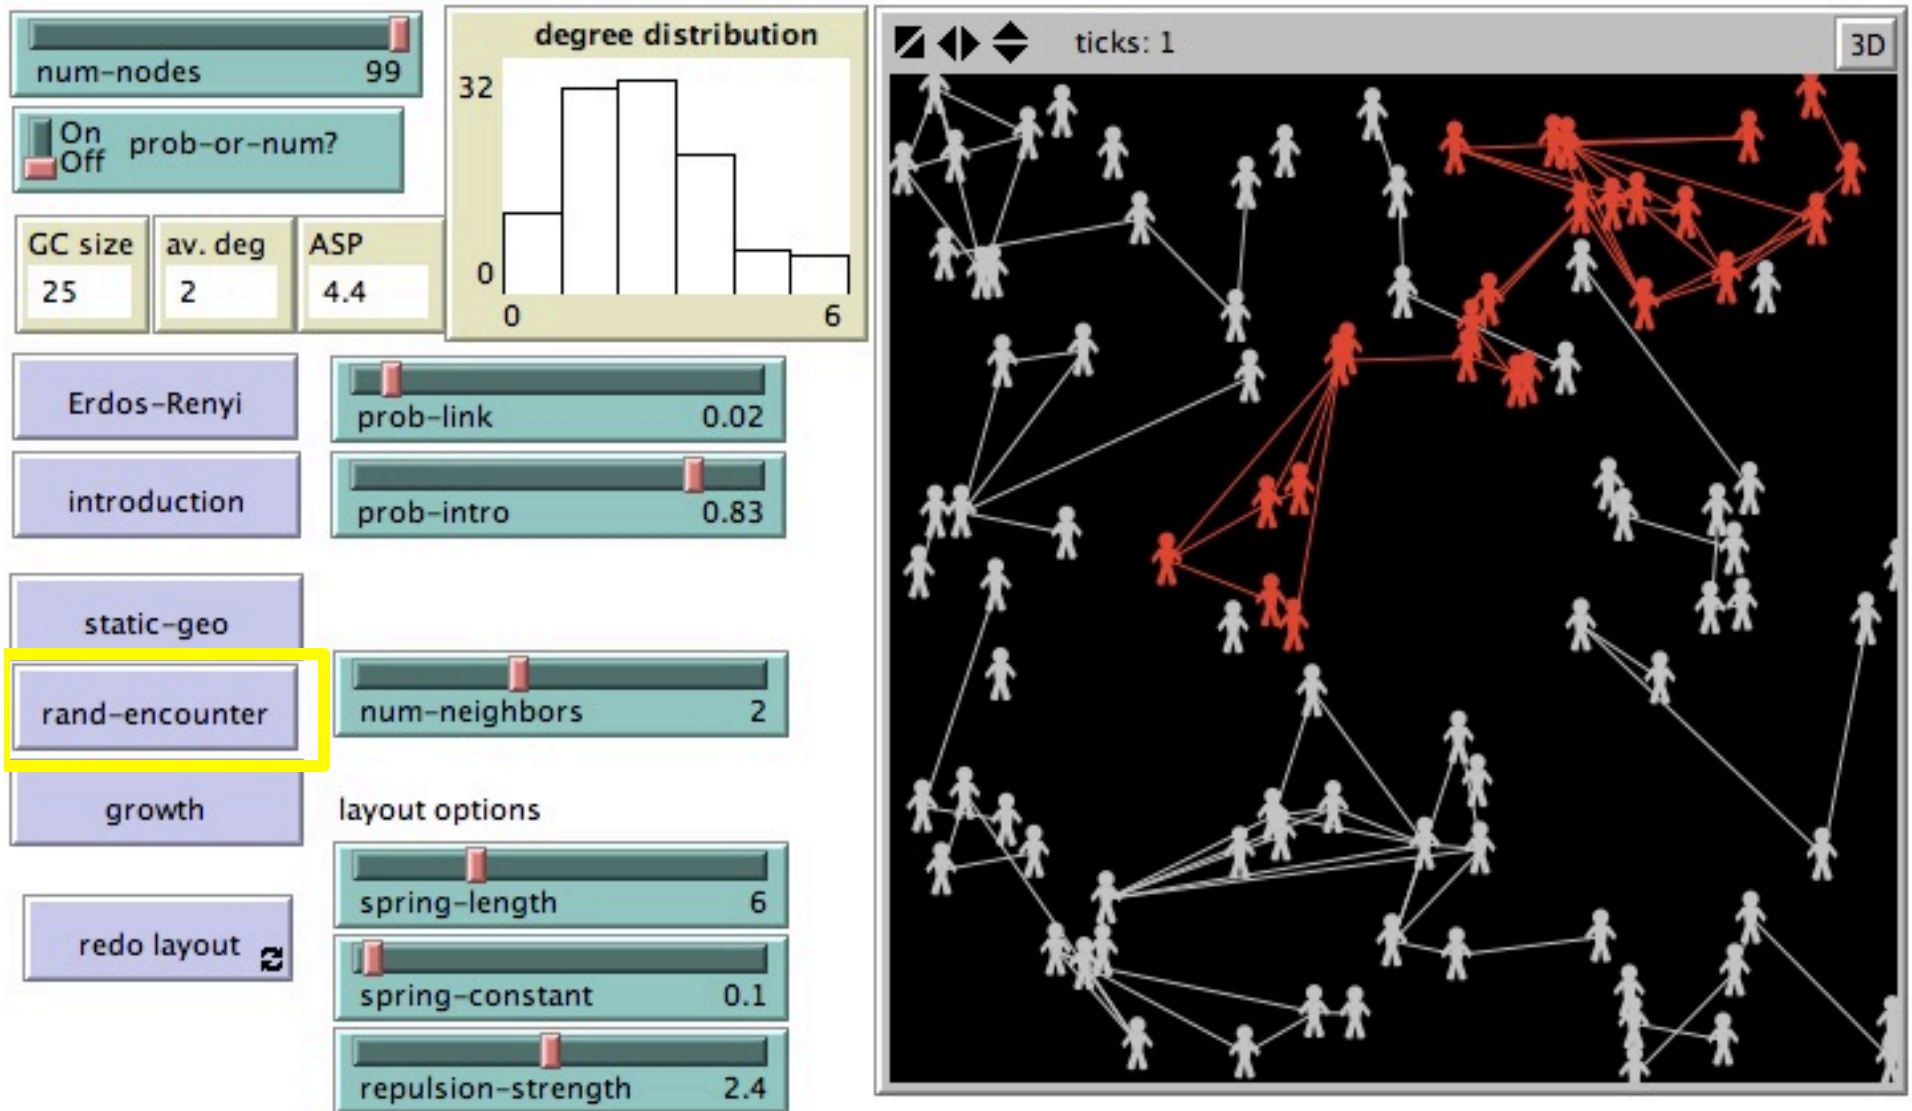 num-nodes 99
On
Off
prob-or-num?
GC size
25
av. deg
2
ASP
4.4
degree distribution
32
0
0 6
Erdos-Renyi
introduction
prob-link 0.02
prob-intro 0.83
static-geo
rand-encounter
growth
num-neighbors 2
layout options
redo layout
spring-length 6
spring-constant 0.1
repulsion-strength 2.4
ticks: 1
3D